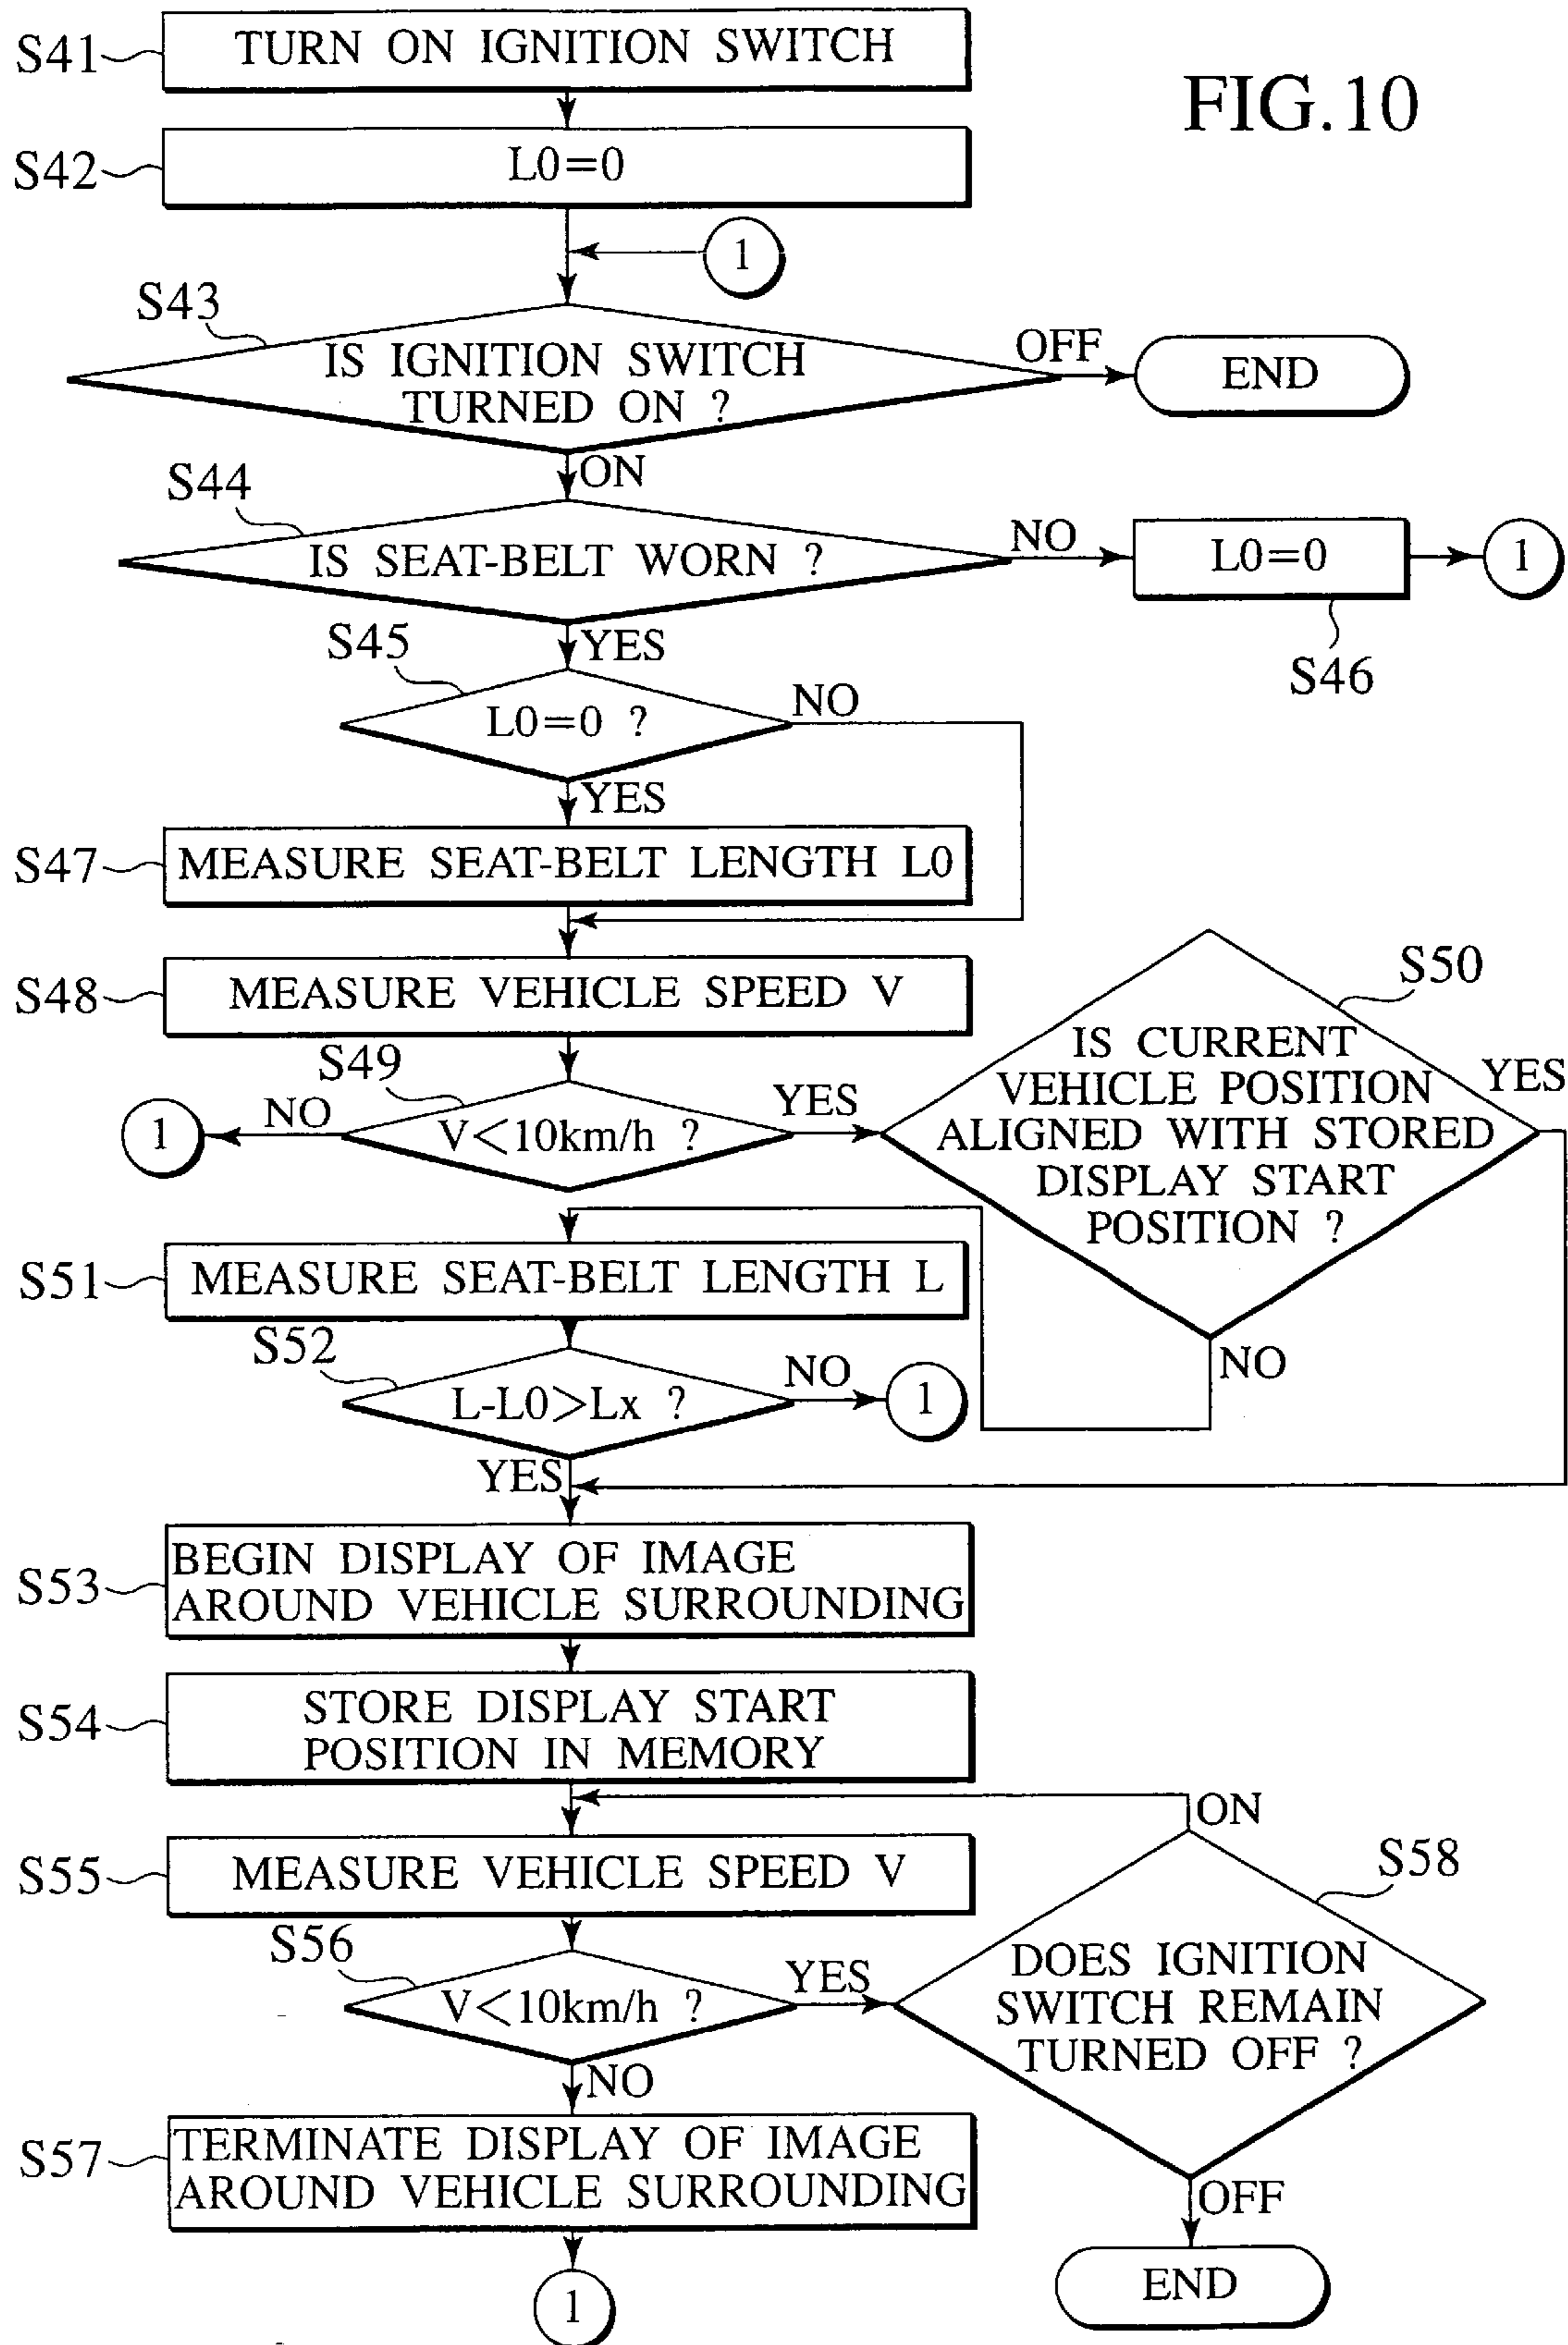 FIG.10
S41
TURN ON IGNITION SWITCH
S42
L0=0
1
S43
IS IGNITION SWITCH
TURNED ON ?
OFF
END
ON
S44
IS SEAT-BELT WORN ?
NO
L0=0
1
S46
YES
S45
L0=0 ?
NO
YES
S47
MEASURE SEAT-BELT LENGTH L0
S48
MEASURE VEHICLE SPEED V
S49
V<10km/h ?
NO
1
YES
S50
IS CURRENT
VEHICLE POSITION
ALIGNED WITH STORED
DISPLAY START
POSITION ?
YES
NO
S51
MEASURE SEAT-BELT LENGTH L
S52
L-L0>Lx ?
NO
1
YES
S53
BEGIN DISPLAY OF IMAGE
AROUND VEHICLE SURROUNDING
S54
STORE DISPLAY START
POSITION IN MEMORY
S55
MEASURE VEHICLE SPEED V
S56
V<10km/h ?
YES
S58
DOES IGNITION
SWITCH REMAIN
TURNED OFF ?
ON
OFF
END
NO
S57
TERMINATE DISPLAY OF IMAGE
AROUND VEHICLE SURROUNDING
1